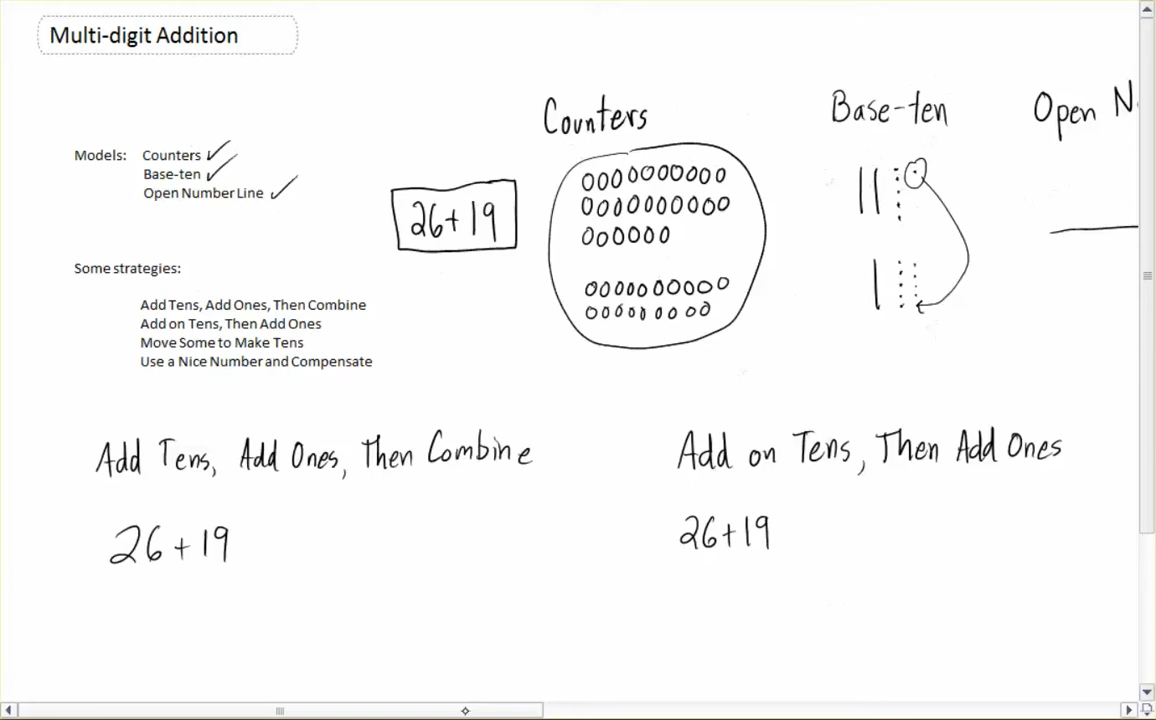 Multi-digit Addition
Models: Counters
Base-ten
Open Number Line
Some strategies:
Add Tens, Add Ones, Then Combine
Add on Tens, Then Add Ones
Move Some to Make Tens
Use a Nice Number and Compensate
26+19
Counters
Base-ten
Open N
Add Tens, Add Ones, Then Combine
26+19
Add on Tens, Then Add Ones
26+19